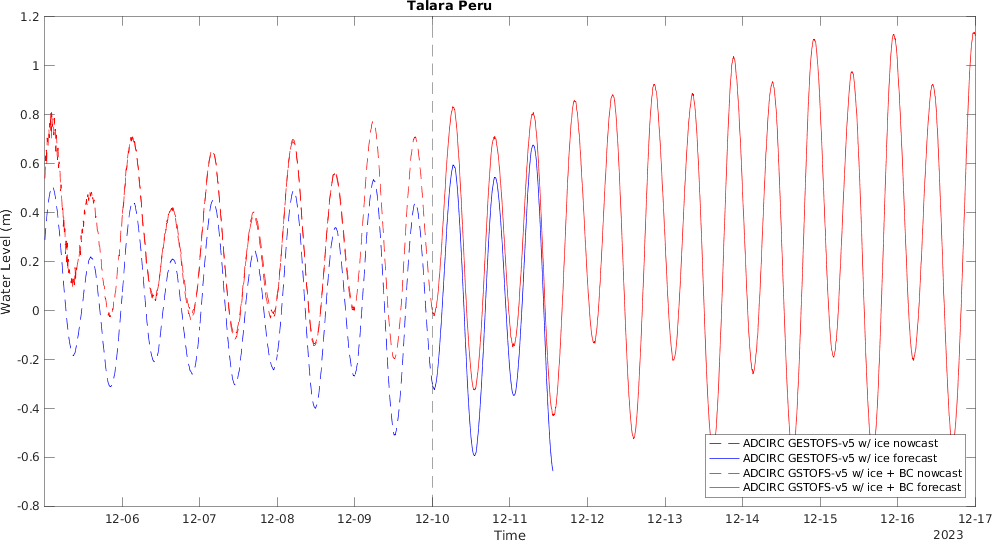 Talara Peru
1.2
1
0.8
0.6
0.4
0.2
0
-0.2
-0.4
-0.6
-0.8
Water Level (m)
12-06 12-07 12-08 12-09 12-10 12-11 12-12 12-13 12-14 12-15 12-16 12-17
Time
2023
ADCIRC GESTOFS-v5 w/ ice nowcast
ADCIRC GESTOFS-v5 w/ ice forecast
ADCIRC GSTOFS-v5 w/ ice + BC nowcast
ADCIRC GSTOFS-v5 w/ ice + BC forecast